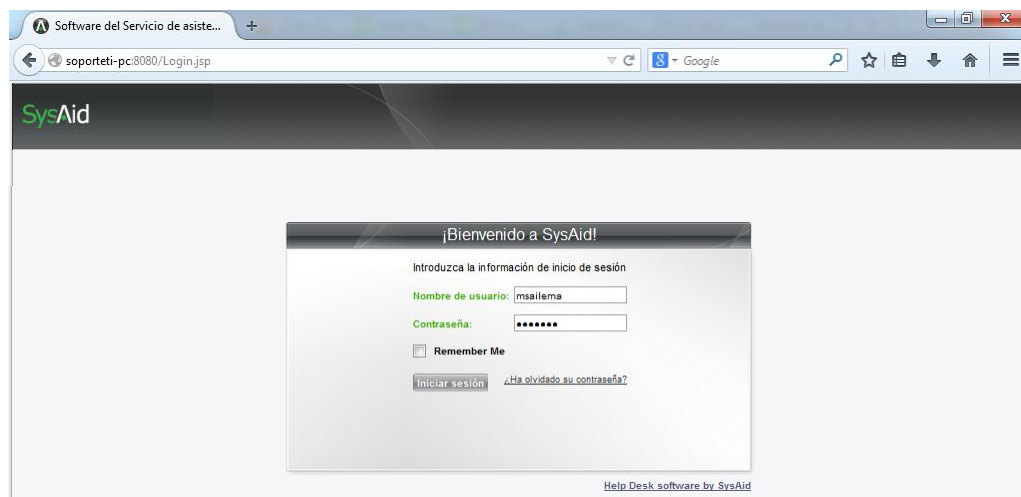 Software del Servicio de asiste...
soporteti-pc:8080/Login.jsp
Google
SysAid
¡Bienvenido a SysAid!
Introduzca la información de inicio de sesión
Nombre de usuario: msailema
Contraseña: •••••••
Remember Me
Iniciar sesión ¿Ha olvidado su contraseña?
Help Desk software by SysAid